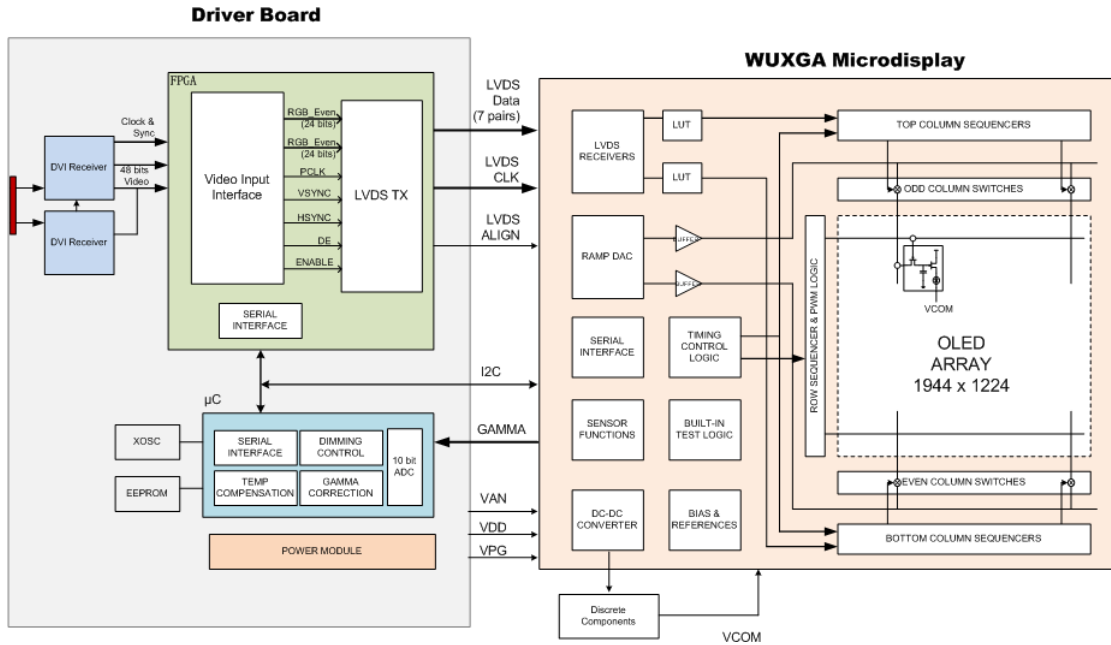 Driver Board
WUXGA Microdisplay
FPGA
Clock &
Sync
DVI Receiver
48 bits
Video
DVI Receiver
Video Input
Interface
RGB_Even
(24 bits)
RGB_Even
(24 bits)
PCLK
VSYNC
HSYNC
DE
ENABLE
LVDS TX
SERIAL
INTERFACE
LVDS
Data
(7 pairs)
LVDS
CLK
LVDS
ALIGN
I2C
µC
XOSC
EEPROM
SERIAL
INTERFACE
DIMMING
CONTROL
TEMP
COMPENSATION
GAMMA
CORRECTION
10 bit
ADC
POWER MODULE
GAMMA
VAN
VDD
VPG
LVDS
RECEIVERS
LUT
LUT
RAMP DAC
BUFFER
BUFFER
SERIAL
INTERFACE
TIMING
CONTROL
LOGIC
SENSOR
FUNCTIONS
BUILT-IN
TEST LOGIC
DC-DC
CONVERTER
BIAS &
REFERENCES
TOP COLUMN SEQUENCERS
ODD COLUMN SWITCHES
ROW SEQUENCER & PWM LOGIC
VCOM
OLED
ARRAY
1944 x 1224
EVEN COLUMN SWITCHES
BOTTOM COLUMN SEQUENCERS
Discrete
Components
VCOM